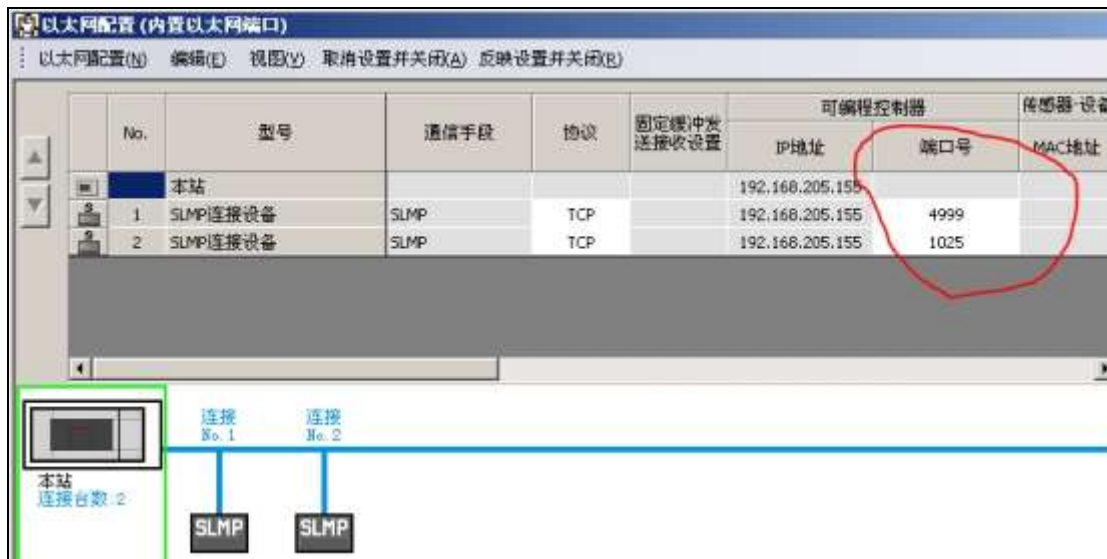 以太网配置 (内置以太网端口)
以太网配置(N) 编辑(E) 视图(V) 取消设置并关闭(A) 反映设置并关闭(R)
No. 型号 通信手段 协议 固定缓冲发送接收设置 可编程控制器 传感器·设备
IP地址 端口号 MAC地址
本站 192.168.205.155
1 SLMP连接设备 SLMP TCP 192.168.205.155 4999
2 SLMP连接设备 SLMP TCP 192.168.205.155 1025
连接 连接
No. 1 No. 2
本站
连接台数:2
SLMP SLMP